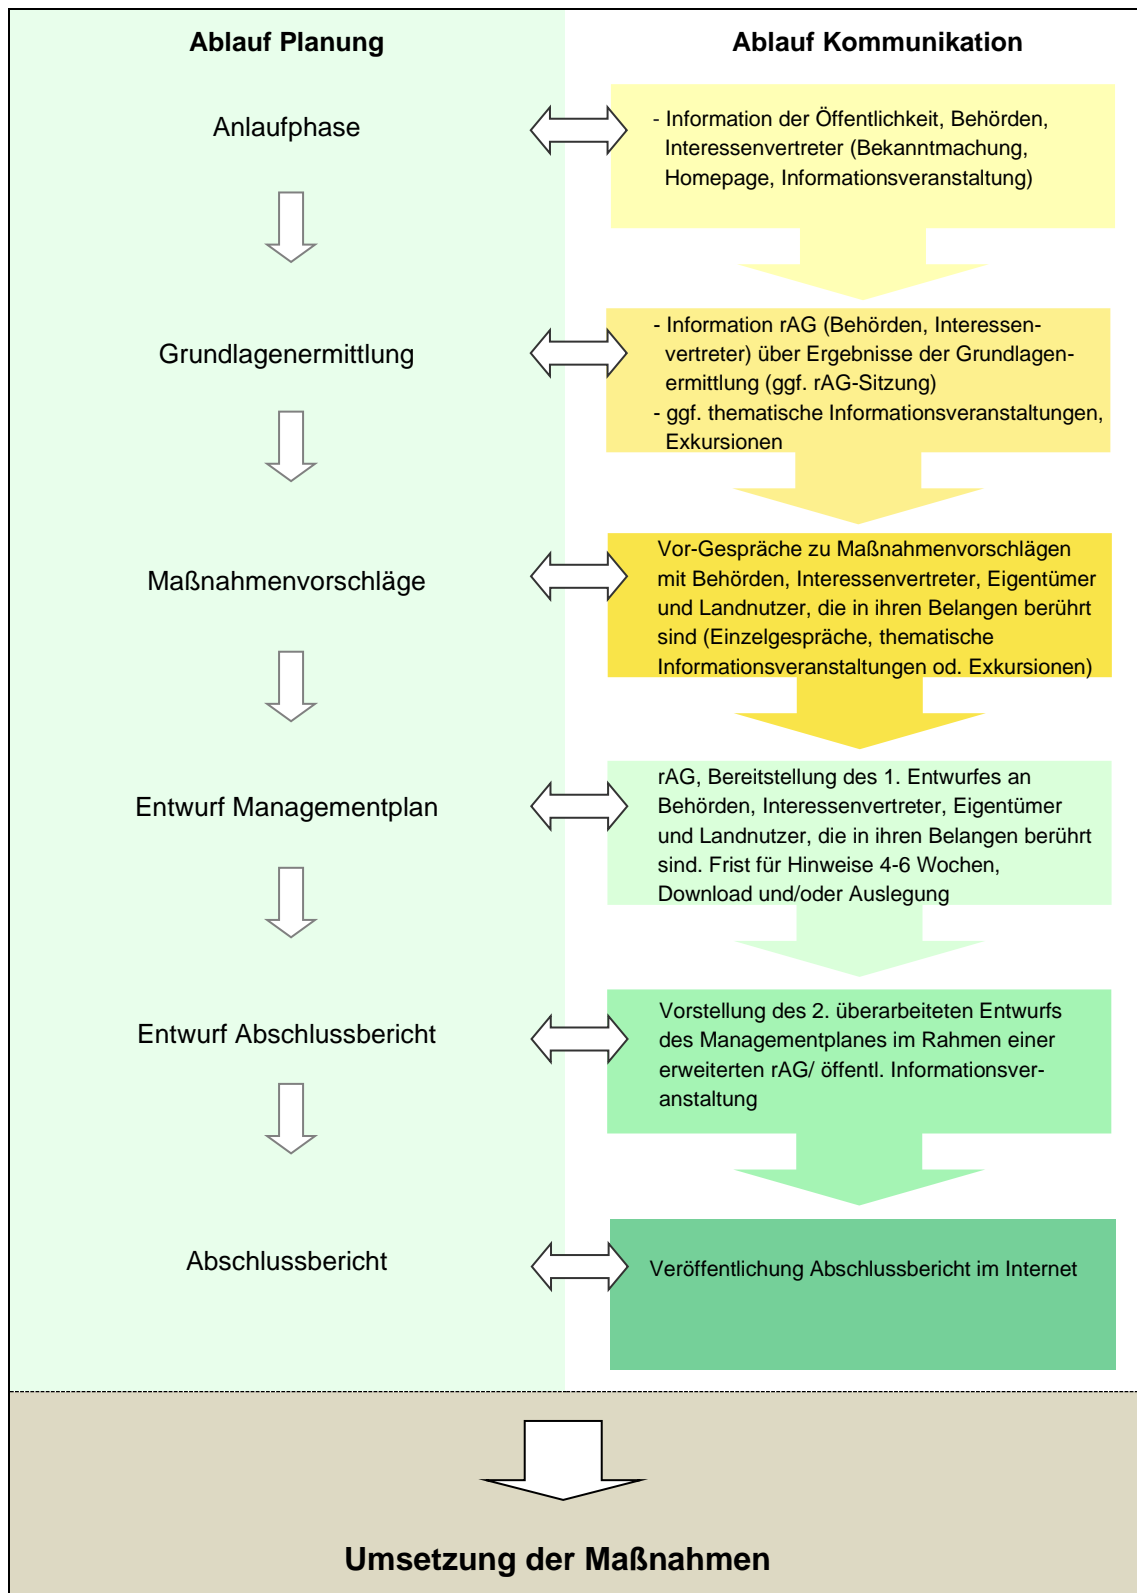 Ablauf Planung
Ablauf Kommunikation
Anlaufphase
- Information der Öffentlichkeit, Behörden,
Interessenvertreter (Bekanntmachung,
Homepage, Informationsveranstaltung)
Grundlagenermittlung
- Information rAG (Behörden, Interessen-
vertreter) über Ergebnisse der Grundlagen-
ermittlung (ggf. rAG-Sitzung)
- ggf. thematische Informationsveranstaltungen,
Exkursionen
Maßnahmenvorschläge
Vor-Gespräche zu Maßnahmenvorschlägen
mit Behörden, Interessenvertreter, Eigentümer
und Landnutzer, die in ihren Belangen berührt
sind (Einzelgespräche, thematische
Informationsveranstaltungen od. Exkursionen)
Entwurf Managementplan
rAG, Bereitstellung des 1. Entwurfes an
Behörden, Interessenvertreter, Eigentümer
und Landnutzer, die in ihren Belangen berührt
sind. Frist für Hinweise 4-6 Wochen,
Download und/oder Auslegung
Entwurf Abschlussbericht
Vorstellung des 2. überarbeiteten Entwurfs
des Managementplanes im Rahmen einer
erweiterten rAG/ öffentl. Informationsver-
anstaltung
Abschlussbericht
Veröffentlichung Abschlussbericht im Internet
Umsetzung der Maßnahmen